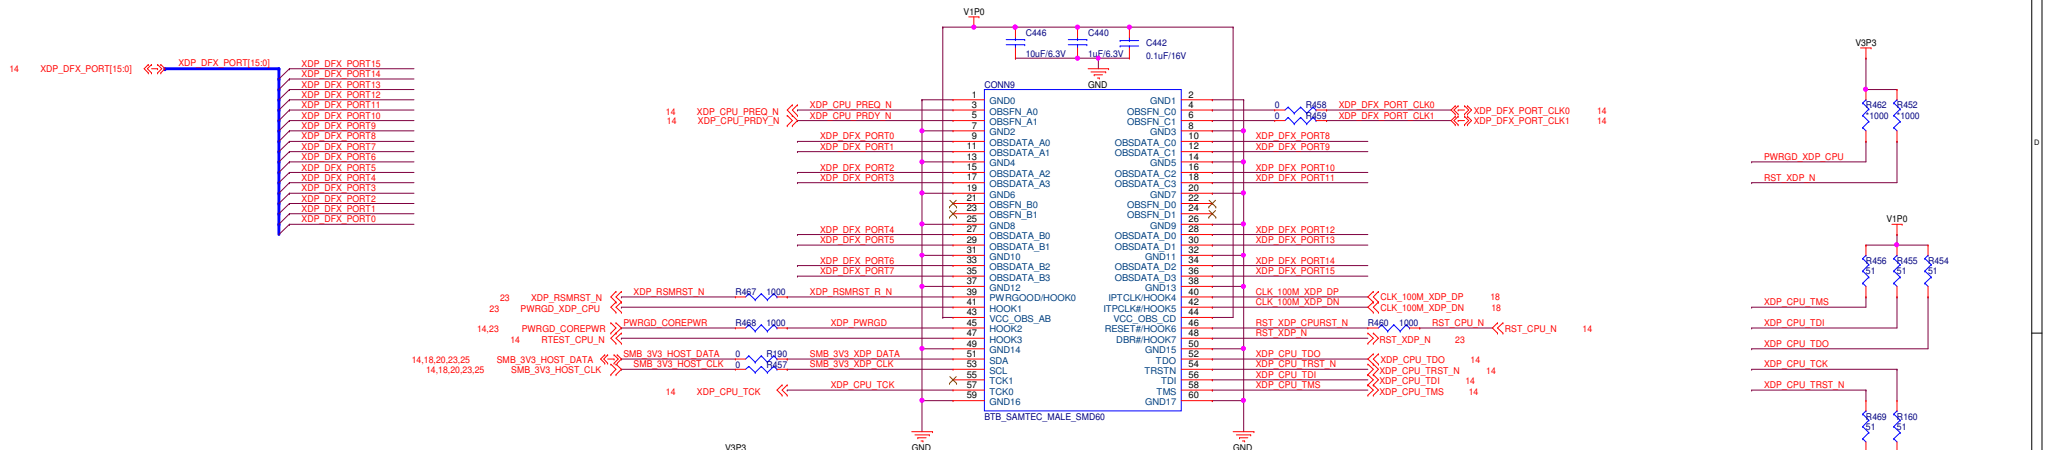 14 XDP_DFX_PORT[15:0] XDP_DFX_PORT[15:0]
XDP_DFX_PORT15
XDP_DFX_PORT14
XDP_DFX_PORT13
XDP_DFX_PORT12
XDP_DFX_PORT11
XDP_DFX_PORT10
XDP_DFX_PORT9
XDP_DFX_PORT8
XDP_DFX_PORT7
XDP_DFX_PORT6
XDP_DFX_PORT5
XDP_DFX_PORT4
XDP_DFX_PORT3
XDP_DFX_PORT2
XDP_DFX_PORT1
XDP_DFX_PORT0
V1P0
C446
10uF/6.3V
C440
1uF/6.3V
C442
0.1uF/16V
GND
CONN9
1 GND0 GND1 2
14 XDP_CPU_PREQ_N XDP_CPU_PREQ_N 3 OBSFN_A0 OBSFN_C0 4 0 R458 XDP_DFX_PORT_CLK0 XDP_DFX_PORT_CLK0 14
14 XDP_CPU_PRDY_N XDP_CPU_PRDY_N 5 OBSFN_A1 OBSFN_C1 6 0 R459 XDP_DFX_PORT_CLK1 XDP_DFX_PORT_CLK1 14
7 GND2 GND3 8
XDP_DFX_PORT0 9 OBSDATA_A0 OBSDATA_C0 10 XDP_DFX_PORT8
XDP_DFX_PORT1 11 OBSDATA_A1 OBSDATA_C1 12 XDP_DFX_PORT9
13 GND4 GND5 14
XDP_DFX_PORT2 15 OBSDATA_A2 OBSDATA_C2 16 XDP_DFX_PORT10
XDP_DFX_PORT3 17 OBSDATA_A3 OBSDATA_C3 18 XDP_DFX_PORT11
19 GND6 GND7 20
21 OBSFN_B0 OBSFN_D0 22
23 OBSFN_B1 OBSFN_D1 24
25 GND8 GND9 26
XDP_DFX_PORT4 27 OBSDATA_B0 OBSDATA_D0 28 XDP_DFX_PORT12
XDP_DFX_PORT5 29 OBSDATA_B1 OBSDATA_D1 30 XDP_DFX_PORT13
31 GND10 GND11 32
XDP_DFX_PORT6 33 OBSDATA_B2 OBSDATA_D2 34 XDP_DFX_PORT14
XDP_DFX_PORT7 35 OBSDATA_B3 OBSDATA_D3 36 XDP_DFX_PORT15
37 GND12 GND13 38
23 XDP_RSMRST_N XDP_RSMRST_N R467 1000 XDP_RSMRST_R_N 39 PWRGOOD/HOOK0 IPTCLK/HOOK4 40 CLK_100M_XDP_DP CLK_100M_XDP_DP 18
23 PWRGD_XDP_CPU 41 HOOK1 ITPCLK#/HOOK5 42 CLK_100M_XDP_DN CLK_100M_XDP_DN 18
43 VCC_OBS_AB VCC_OBS_CD 44
14,23 PWRGD_COREPWR PWRGD_COREPWR R468 1000 XDP_PWRGD 45 HOOK2 RESET#/HOOK6 46 RST_XDP_CPURST_N R460 1000 RST_CPU_N RST_CPU_N 14
14 RTEST_CPU_N 47 HOOK3 DBR#/HOOK7 48 RST_XDP_N RST_XDP_N 23
49 GND14 GND15 50
14,18,20,23,25 SMB_3V3_HOST_DATA SMB_3V3_HOST_DATA 0 R190 SMB_3V3_XDP_DATA 51 SDA TDO 52 XDP_CPU_TDO XDP_CPU_TDO 14
14,18,20,23,25 SMB_3V3_HOST_CLK SMB_3V3_HOST_CLK 0 R457 SMB_3V3_XDP_CLK 53 SCL TRSTN 54 XDP_CPU_TRST_N XDP_CPU_TRST_N 14
55 TCK1 TDI 56 XDP_CPU_TDI XDP_CPU_TDI 14
14 XDP_CPU_TCK XDP_CPU_TCK 57 TCK0 TMS 58 XDP_CPU_TMS XDP_CPU_TMS 14
59 GND16 GND17 60
BTB_SAMTEC_MALE_SMD60
GND
GND
V3P3
V3P3
R462 R452
1000 1000
PWRGD_XDP_CPU
RST_XDP_N
V1P0
R456 R455 R454
51 51 51
XDP_CPU_TMS
XDP_CPU_TDI
XDP_CPU_TDO
XDP_CPU_TCK
XDP_CPU_TRST_N
R469 R160
51 51
D